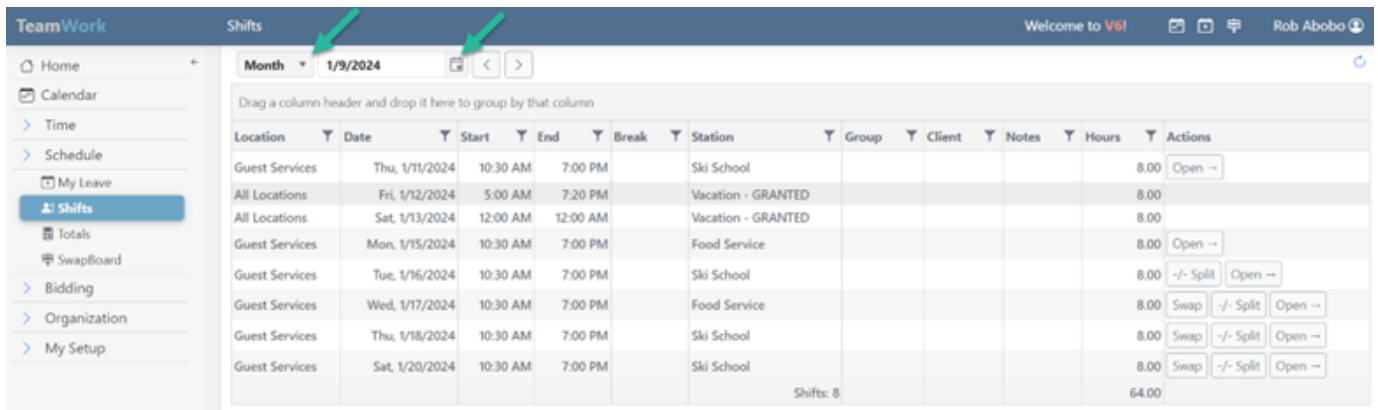 TeamWork Shifts Welcome to V6! Rob Abobo
Home
Calendar
Time
Schedule
My Leave
Shifts
Totals
SwapBoard
Bidding
Organization
My Setup
Month 1/9/2024 < >
Drag a column header and drop it here to group by that column
Location Date Start End Break Station Group Client Notes Hours Actions
Guest Services Thu, 1/11/2024 10:30 AM 7:00 PM Ski School 8.00 Open →
All Locations Fri, 1/12/2024 5:00 AM 7:20 PM Vacation - GRANTED 8.00
All Locations Sat, 1/13/2024 12:00 AM 12:00 AM Vacation - GRANTED 8.00
Guest Services Mon, 1/15/2024 10:30 AM 7:00 PM Food Service 8.00 Open →
Guest Services Tue, 1/16/2024 10:30 AM 7:00 PM Ski School 8.00 -/- Split Open →
Guest Services Wed, 1/17/2024 10:30 AM 7:00 PM Food Service 8.00 Swap -/- Split Open →
Guest Services Thu, 1/18/2024 10:30 AM 7:00 PM Ski School 8.00 Swap -/- Split Open →
Guest Services Sat, 1/20/2024 10:30 AM 7:00 PM Ski School 8.00 Swap -/- Split Open →
Shifts: 8 64.00